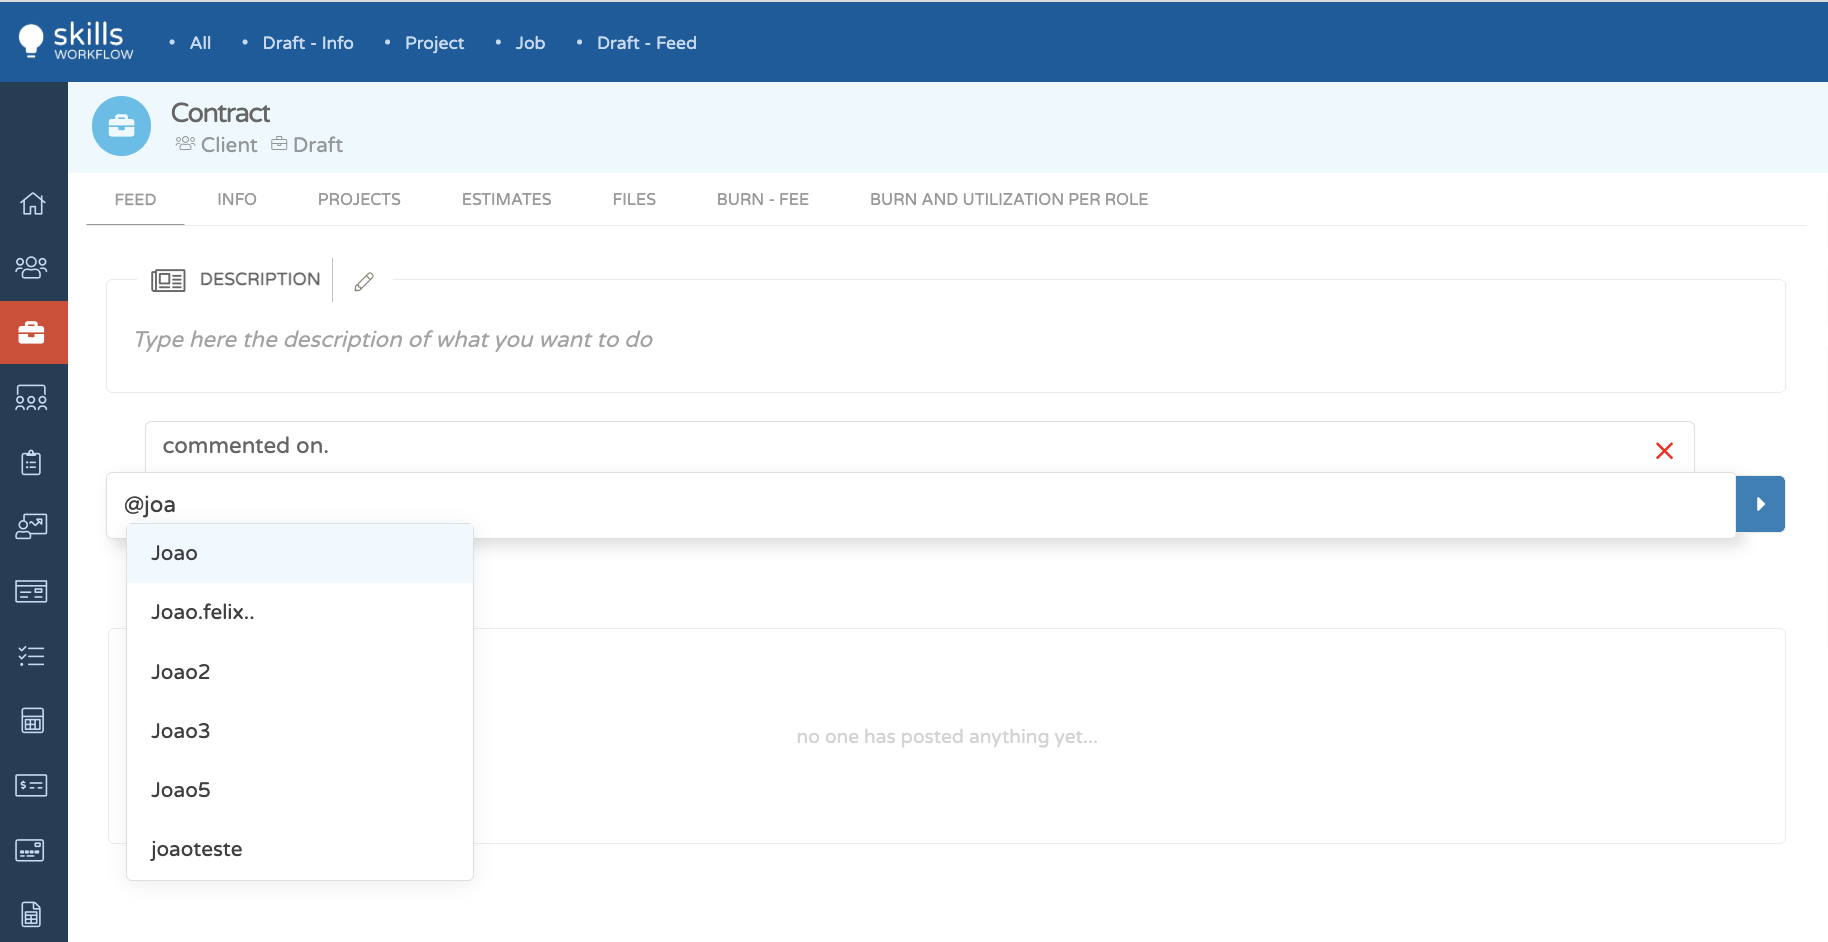 skills
WORKFLOW
• All • Draft - Info • Project • Job • Draft - Feed
Contract
Client Draft
FEED INFO PROJECTS ESTIMATES FILES BURN - FEE BURN AND UTILIZATION PER ROLE
DESCRIPTION
Type here the description of what you want to do
commented on.
@joa
Joao
Joao.felix..
Joao2
Joao3
no one has posted anything yet...
Joao5
joaoteste